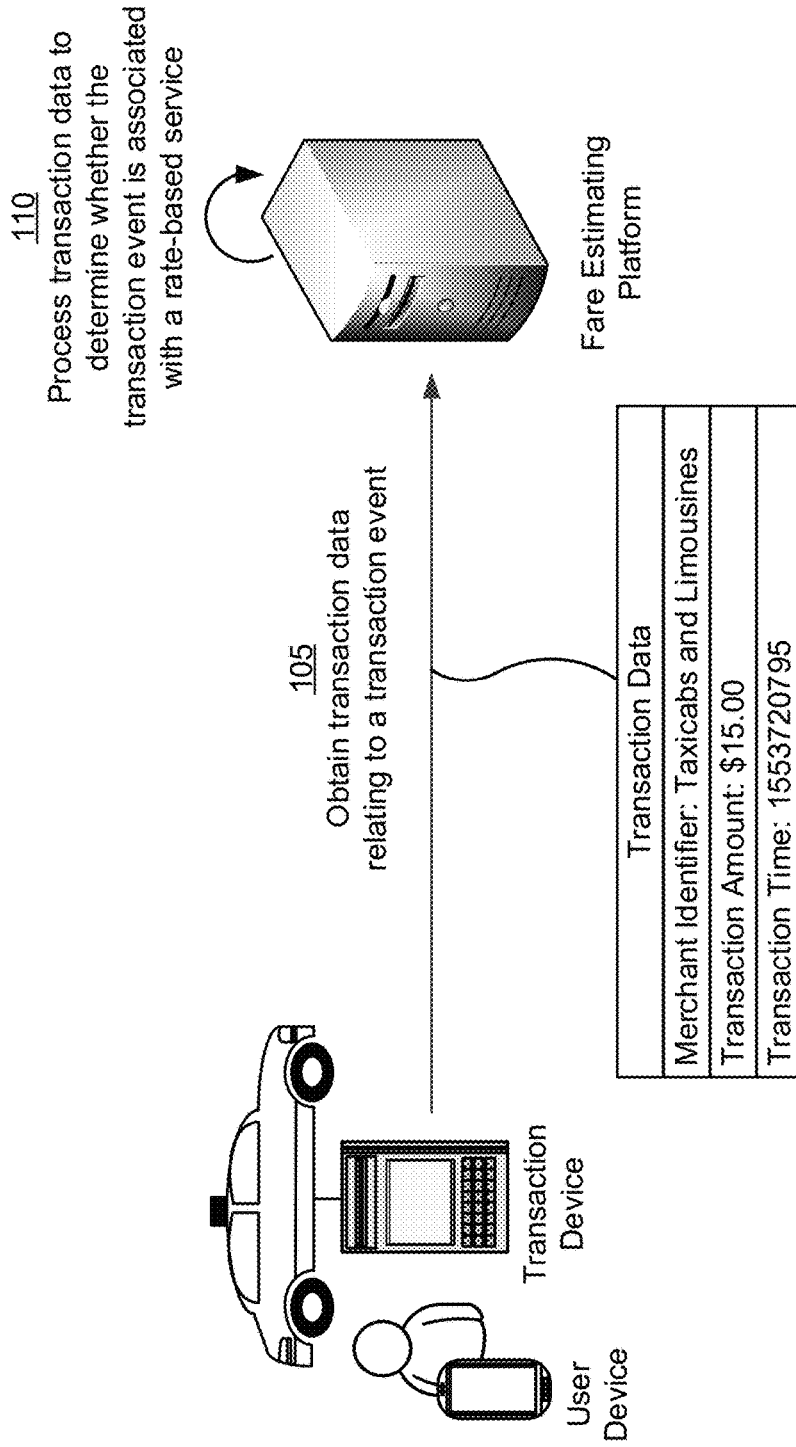 110
Process transaction data to
determine whether the
transaction event is associated
with a rate-based service
Fare Estimating
Platform
105
Obtain transaction data
relating to a transaction event
Transaction Data
Merchant Identifier: Taxicabs and Limousines
Transaction Amount: $15.00
Transaction Time: 1553720795
Transaction
Device
User
Device